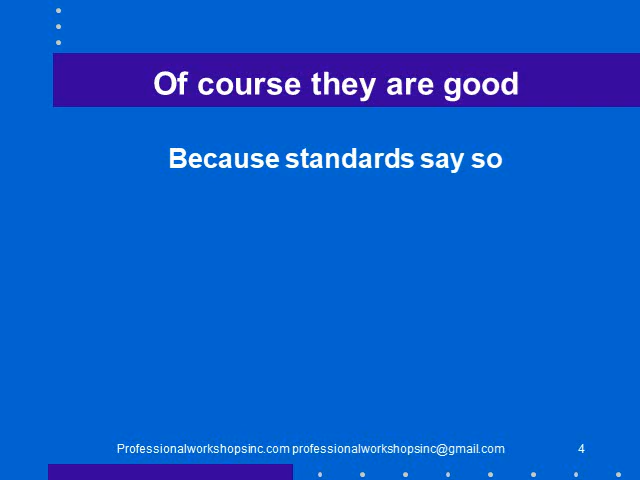 Of course they are good
Because standards say so
Professionalworkshopsinc.com professionalworkshopsinc@gmail.com 4